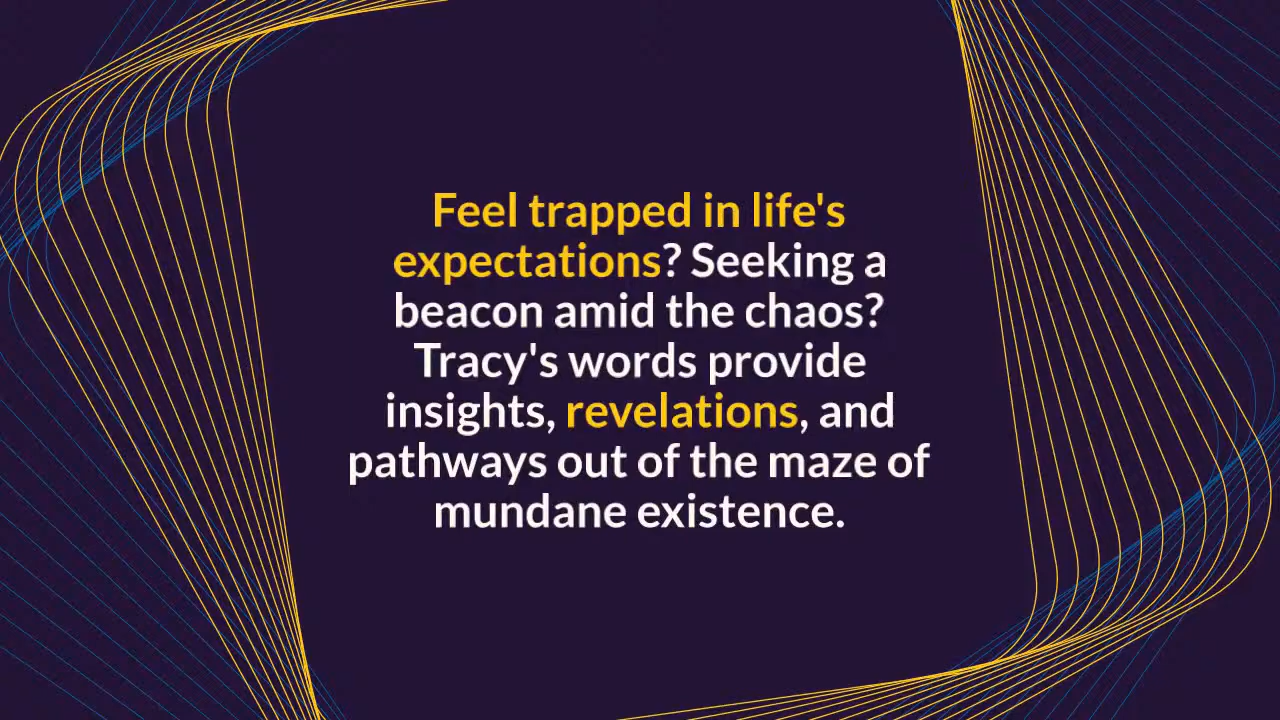 Feel trapped in life's
expectations? Seeking a
beacon amid the chaos?
Tracy's words provide
insights, revelations, and
pathways out of the maze of
mundane existence.